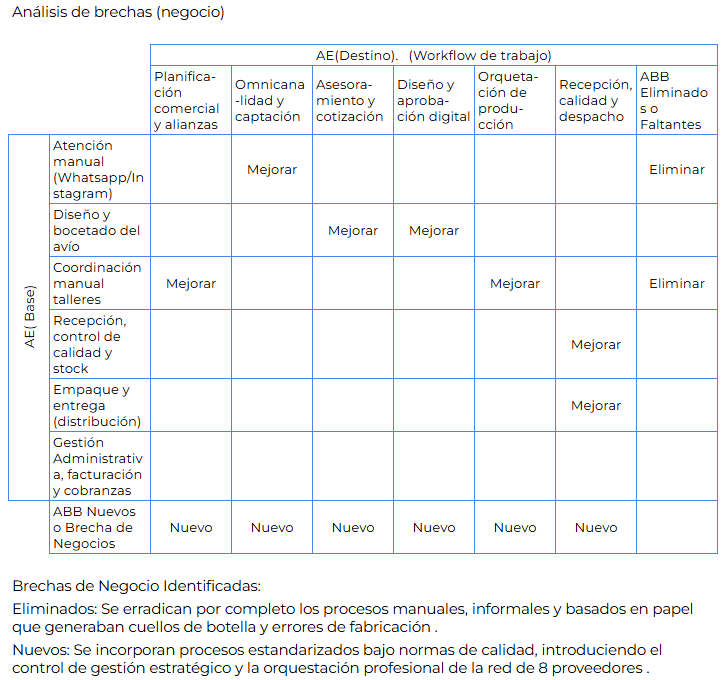 Análisis de brechas (negocio)
AE(Destino). (Workflow de trabajo)
Planifica-
ción
comercial
y alianzas
Omnicana
-lidad y
captación
Asesora-
miento y
cotización
Diseño y
aproba-
ción digital
Orqueta-
ción de
produ-
cción
Recepción,
calidad y
despacho
ABB
Eliminado
s o
Faltantes
AE( Base)
Atención
manual
(Whatsapp/In
stagram)
Mejorar
Eliminar
Diseño y
bocetado del
avío
Mejorar
Mejorar
Coordinación
manual
talleres
Mejorar
Mejorar
Eliminar
Recepción,
control de
calidad y
stock
Mejorar
Empaque y
entrega
(distribución)
Mejorar
Gestión
Administrativ
a, facturación
y cobranzas
ABB Nuevos
o Brecha de
Negocios
Nuevo
Nuevo
Nuevo
Nuevo
Nuevo
Nuevo
Brechas de Negocio Identificadas:
Eliminados: Se erradican por completo los procesos manuales, informales y basados en papel
que generaban cuellos de botella y errores de fabricación .
Nuevos: Se incorporan procesos estandarizados bajo normas de calidad, introduciendo el
control de gestión estratégico y la orquestación profesional de la red de 8 proveedores .